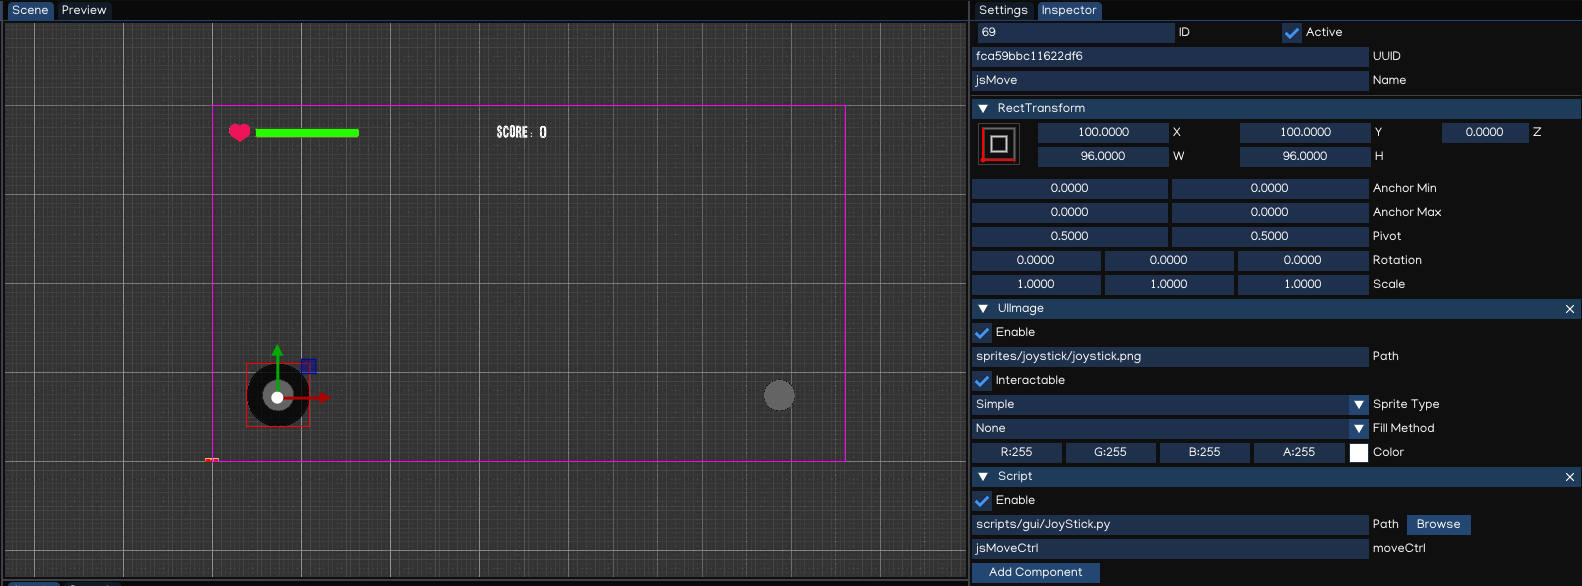 Scene Preview
SCORE: 0
Settings Inspector
69 ID Active
fca59bbc11622df6 UUID
jsMove Name
RectTransform
100.0000 X 100.0000 Y 0.0000 Z
96.0000 W 96.0000 H
0.0000 0.0000 Anchor Min
0.0000 0.0000 Anchor Max
0.5000 0.5000 Pivot
0.0000 0.0000 0.0000 Rotation
1.0000 1.0000 1.0000 Scale
UIImage
Enable
sprites/joystick/joystick.png Path
Interactable
Simple Sprite Type
None Fill Method
R:255 G:255 B:255 A:255 Color
Script
Enable
scripts/gui/JoyStick.py Path Browse
jsMoveCtrl moveCtrl
Add Component